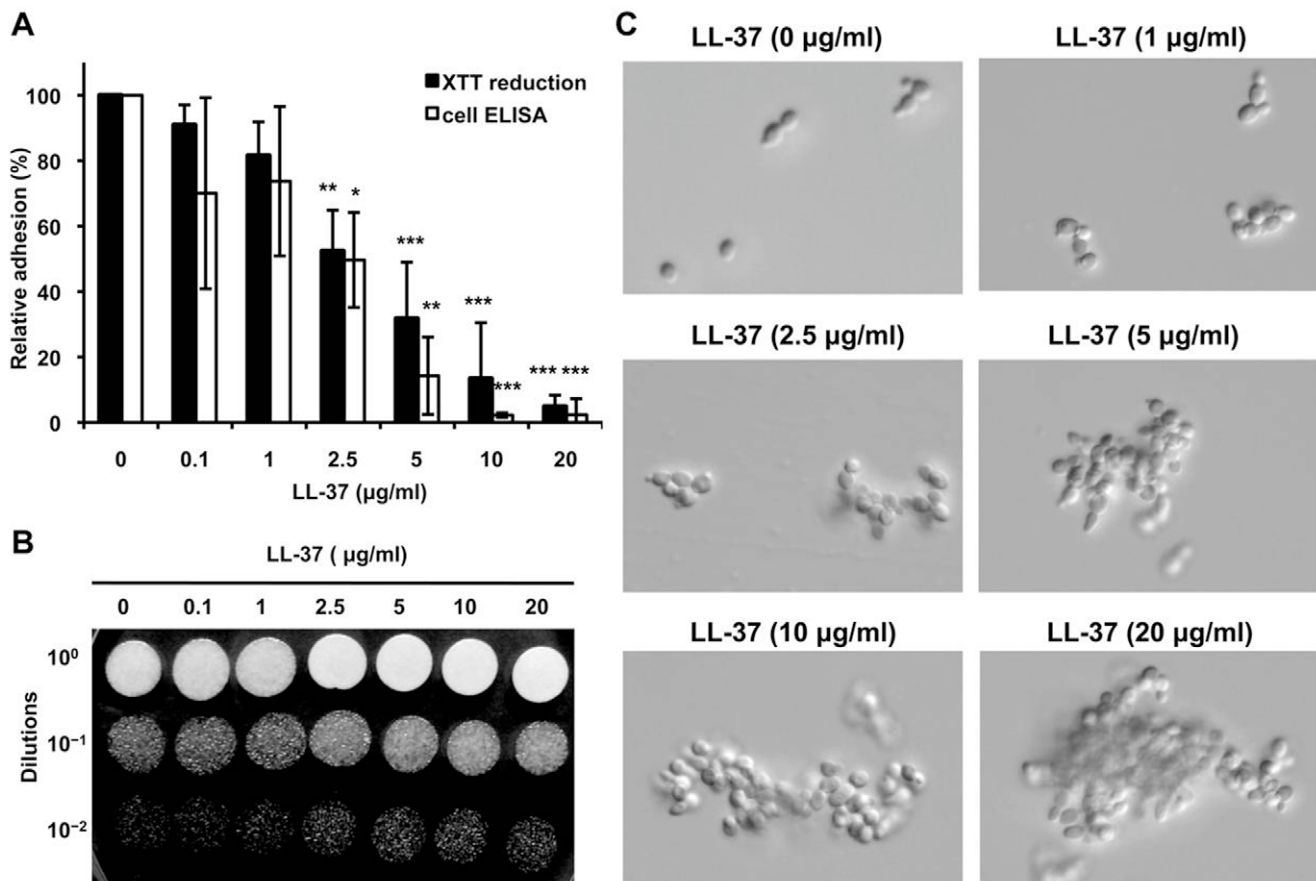 A
XTT reduction
cell ELISA
Relative adhesion (%)
100
80
60
40
20
0
** *
*** **
*** ***
*** ***
0 0.1 1 2.5 5 10 20
LL-37 (µg/ml)
B
LL-37 ( µg/ml)
0 0.1 1 2.5 5 10 20
Dilutions
10⁰
10⁻¹
10⁻²
C
LL-37 (0 µg/ml) LL-37 (1 µg/ml)
LL-37 (2.5 µg/ml) LL-37 (5 µg/ml)
LL-37 (10 µg/ml) LL-37 (20 µg/ml)